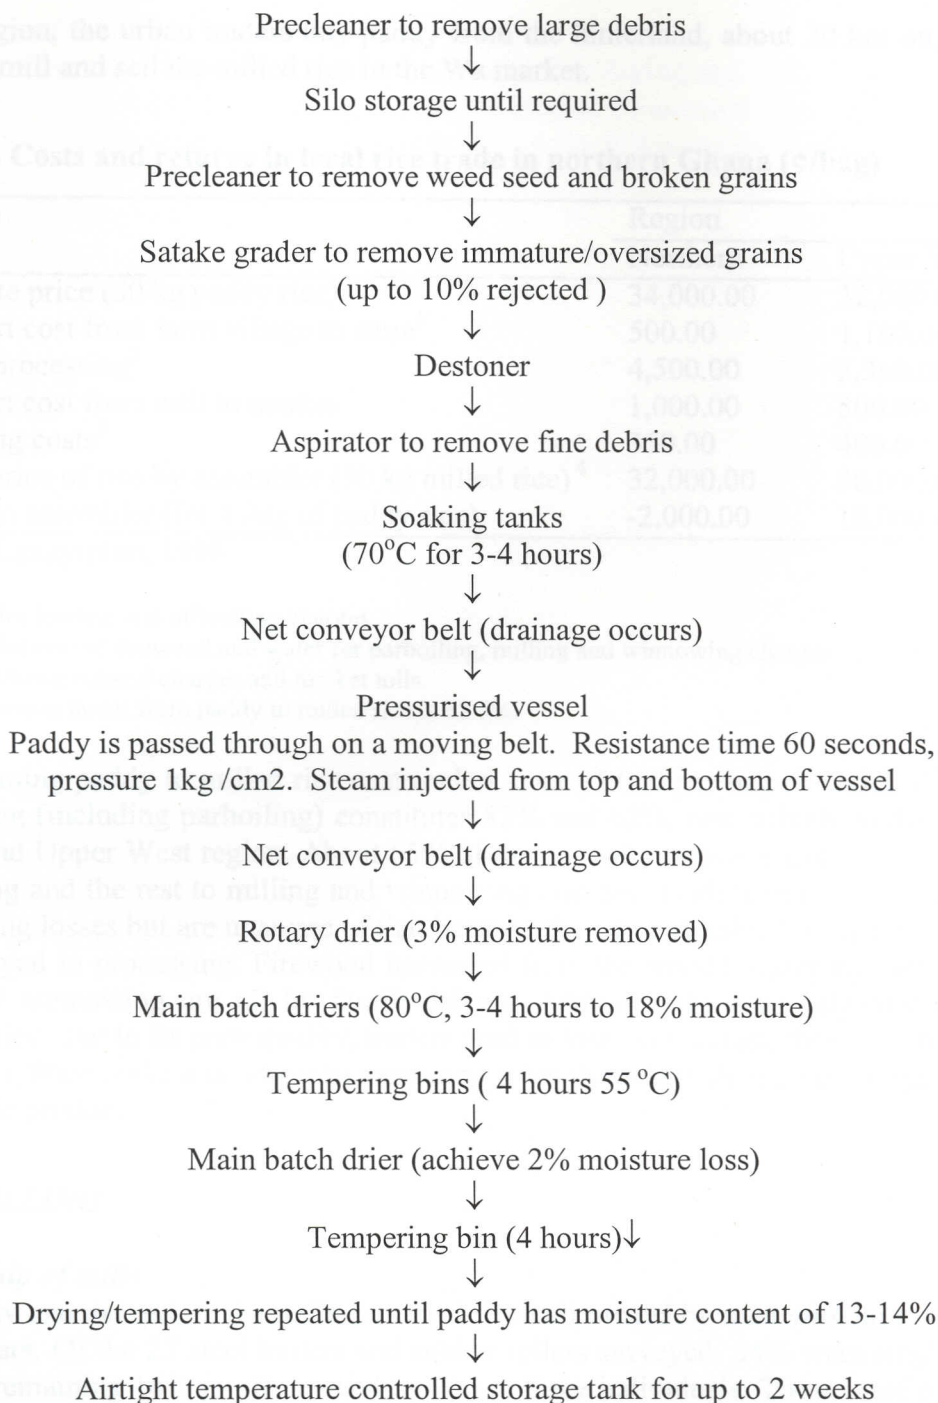 Precleaner to remove large debris
↓
Silo storage until required
↓
Precleaner to remove weed seed and broken grains
↓
Satake grader to remove immature/oversized grains
(up to 10% rejected )
↓
Destoner
↓
Aspirator to remove fine debris
↓
Soaking tanks
(70°C for 3-4 hours)
↓
Net conveyor belt (drainage occurs)
↓
Pressurised vessel
Paddy is passed through on a moving belt. Resistance time 60 seconds,
pressure 1kg /cm2. Steam injected from top and bottom of vessel
↓
Net conveyor belt (drainage occurs)
↓
Rotary drier (3% moisture removed)
↓
Main batch driers (80°C, 3-4 hours to 18% moisture)
↓
Tempering bins ( 4 hours 55 °C)
↓
Main batch drier (achieve 2% moisture loss)
↓
Tempering bin (4 hours)↓
↓
Drying/tempering repeated until paddy has moisture content of 13-14%
↓
Airtight temperature controlled storage tank for up to 2 weeks